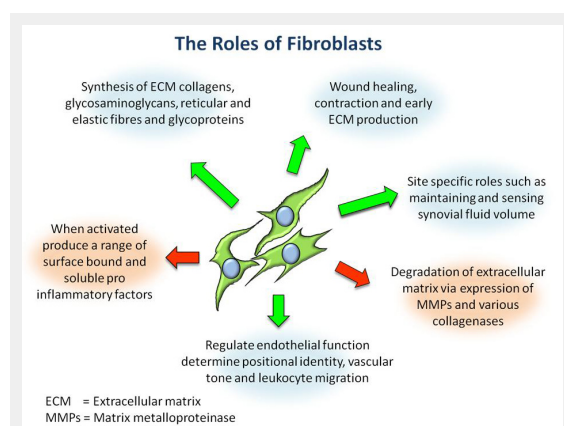 The Roles of Fibroblasts
Synthesis of ECM collagens,
glycosaminoglycans, reticular and
elastic fibres and glycoproteins
Wound healing,
contraction and early
ECM production
Site specific roles such as
maintaining and sensing
synovial fluid volume
When activated
produce a range of
surface bound and
soluble pro
inflammatory factors
Degradation of extracellular
matrix via expression of
MMPs and various
collagenases
Regulate endothelial function
determine positional identity, vascular
tone and leukocyte migration
ECM = Extracellular matrix
MMPs = Matrix metalloproteinase